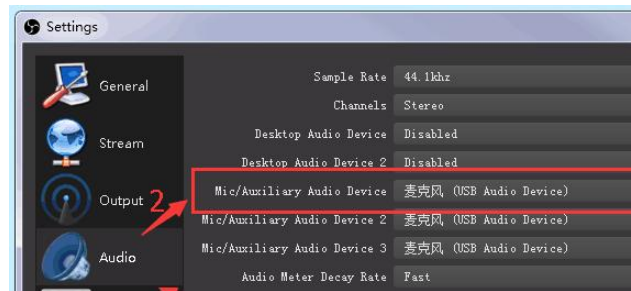 Settings
General
Sample Rate 44.1khz
Channels Stereo
Stream
Desktop Audio Device Disabled
Desktop Audio Device 2 Disabled
Output 2
Mic/Auxiliary Audio Device 麦克风 (USB Audio Device)
Mic/Auxiliary Audio Device 2 麦克风 (USB Audio Device)
Audio
Mic/Auxiliary Audio Device 3 麦克风 (USB Audio Device)
Audio Meter Decay Rate Fast